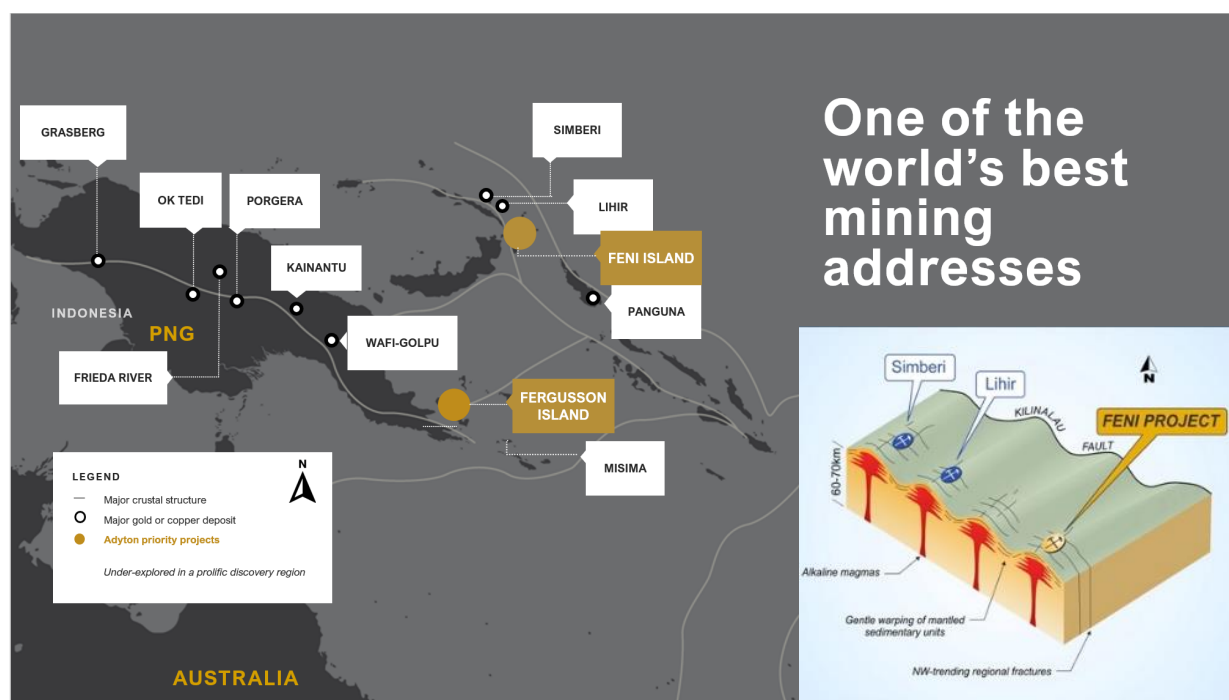 One of the
world's best
mining
addresses
GRASBERG
SIMBERI
OK TEDI
PORGERA
LIHIR
KAINANTU
FENI ISLAND
INDONESIA
PNG
PANGUNA
WAFI-GOLPU
FRIEDA RIVER
FERGUSSON
ISLAND
MISIMA
LEGEND
N
Major crustal structure
Major gold or copper deposit
Adyton priority projects
Under-explored in a prolific discovery region
AUSTRALIA
Simberi
Lihir
N
KILINALAU
FAULT
FENI PROJECT
60-70km
Alkaline magmas
Gentle warping of mantled
sedimentary units
NW-trending regional fractures